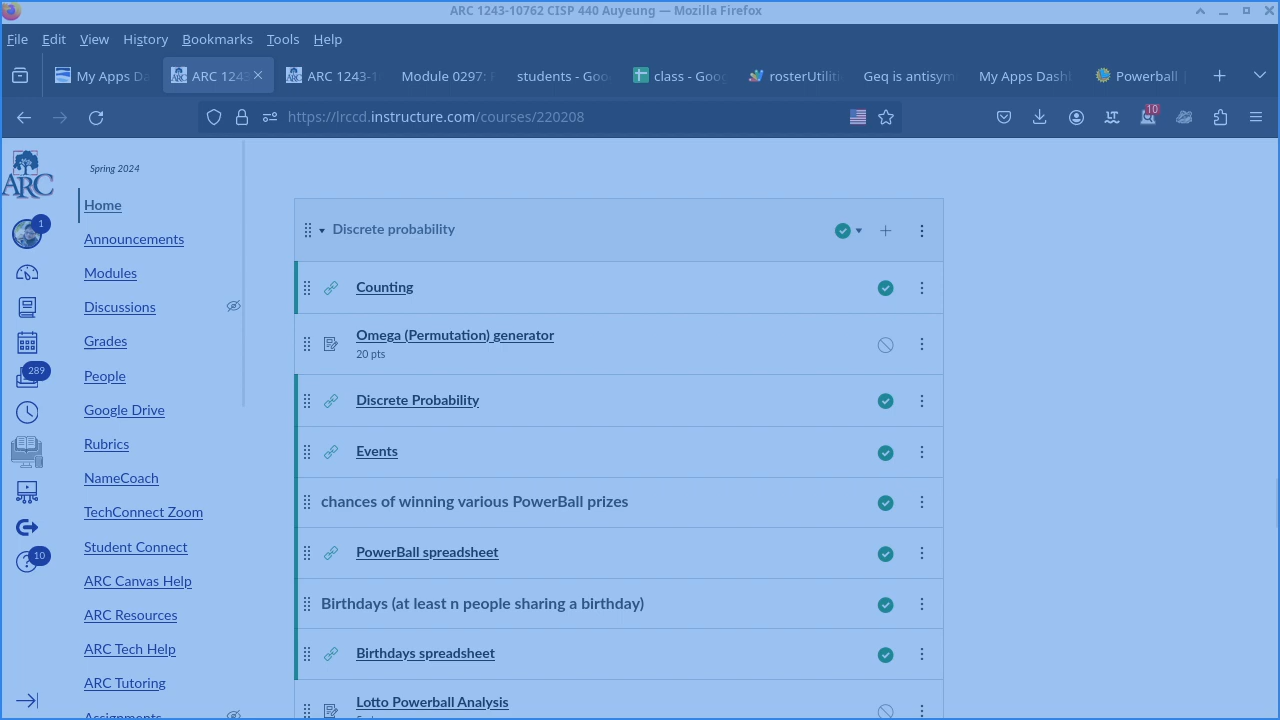 ARC 1243-10762 CISP 440 Auyeung — Mozilla Firefox
File Edit View History Bookmarks Tools Help
My Apps Da ARC 1243 ARC 1243-1 Module 0297: students - Goo class - Goog rosterUtiliti Geq is antisym My Apps Dash Powerball
https://lrccd.instructure.com/courses/220208 LT 10
ARC
Spring 2024
Home
1
Announcements
Modules
Discussions
Grades
289
People
Google Drive
Rubrics
NameCoach
TechConnect Zoom
Student Connect
10
ARC Canvas Help
ARC Resources
ARC Tech Help
ARC Tutoring
Assignments
Discrete probability
Counting
Omega (Permutation) generator
20 pts
Discrete Probability
Events
chances of winning various PowerBall prizes
PowerBall spreadsheet
Birthdays (at least n people sharing a birthday)
Birthdays spreadsheet
Lotto Powerball Analysis